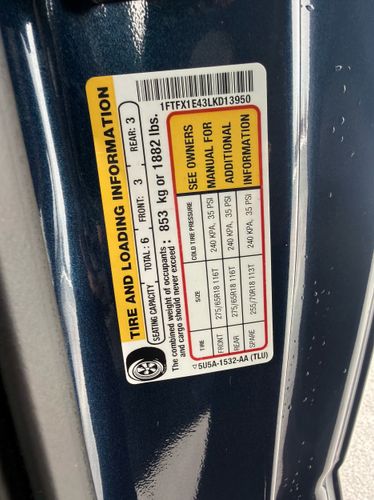 1FTFX1E43LKD13950
TIRE AND LOADING INFORMATION
SEATING CAPACITY TOTAL: 6 FRONT: 3 REAR: 3
The combined weight of occupants and cargo should never exceed : 853 kg or 1882 lbs.
TIRE SIZE COLD TIRE PRESSURE
FRONT 275/65R18 116T 240 KPA, 35 PSI
REAR 275/65R18 116T 240 KPA, 35 PSI
SPARE 255/70R18 113T 240 KPA, 35 PSI
SEE OWNERS
MANUAL FOR
ADDITIONAL
INFORMATION
5U5A-1532-AA (TLU)